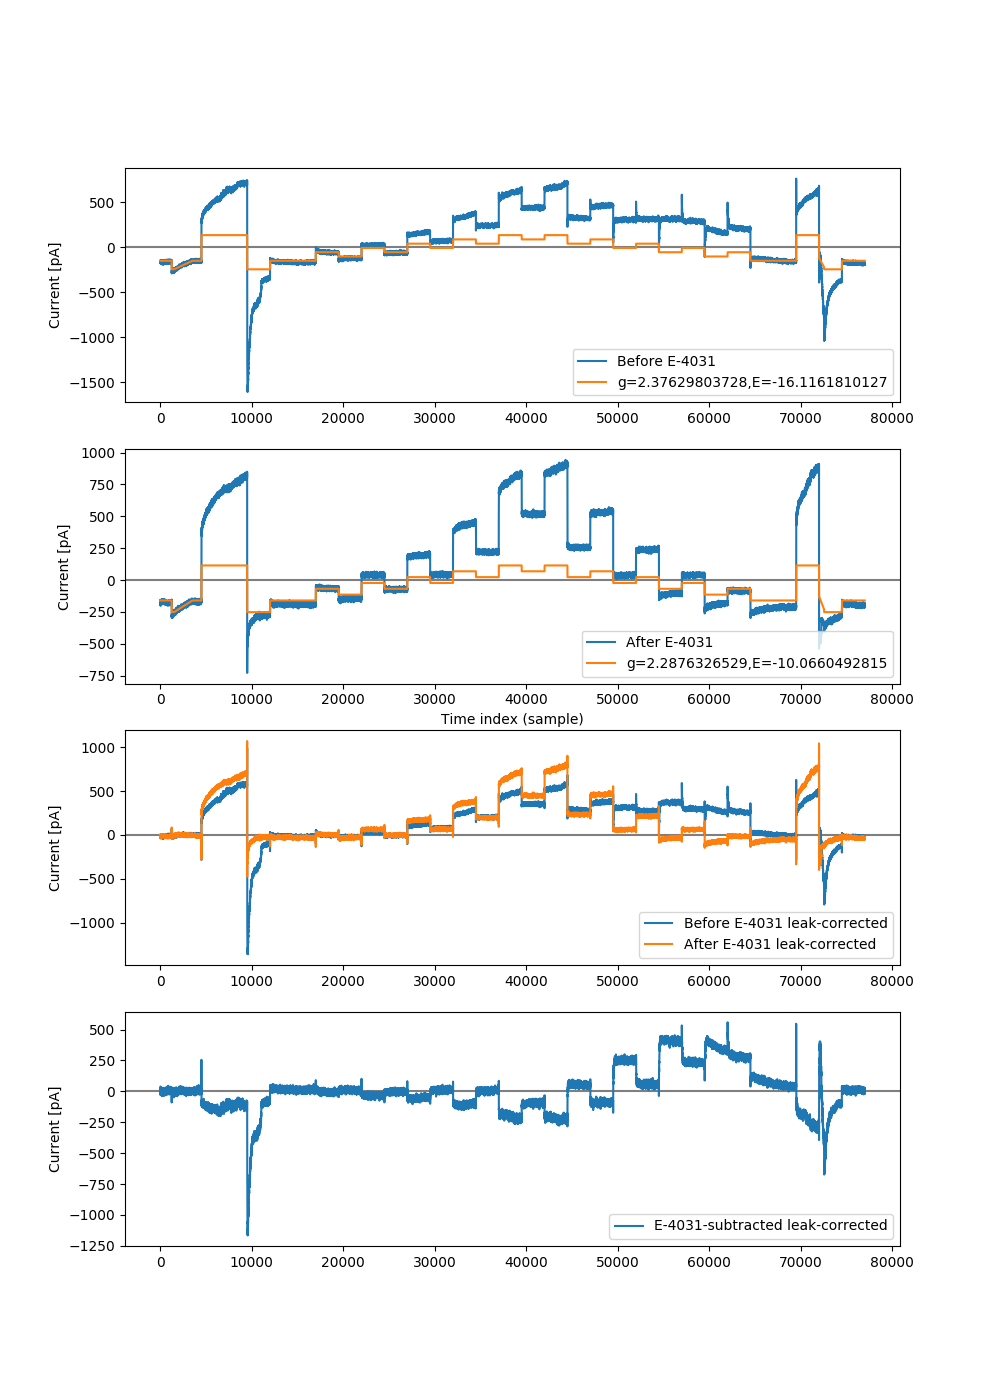 500
0
−500
−1000
−1500
Current [pA]
Before E-4031
g=2.37629803728,E=-16.1161810127
0 10000 20000 30000 40000 50000 60000 70000 80000
1000
750
500
250
0
−250
−500
−750
Current [pA]
After E-4031
g=2.2876326529,E=-10.0660492815
0 10000 20000 30000 40000 50000 60000 70000 80000
Time index (sample)
1000
500
0
−500
−1000
Current [pA]
Before E-4031 leak-corrected
After E-4031 leak-corrected
0 10000 20000 30000 40000 50000 60000 70000 80000
500
250
0
−250
−500
−750
−1000
−1250
Current [pA]
E-4031-subtracted leak-corrected
0 10000 20000 30000 40000 50000 60000 70000 80000